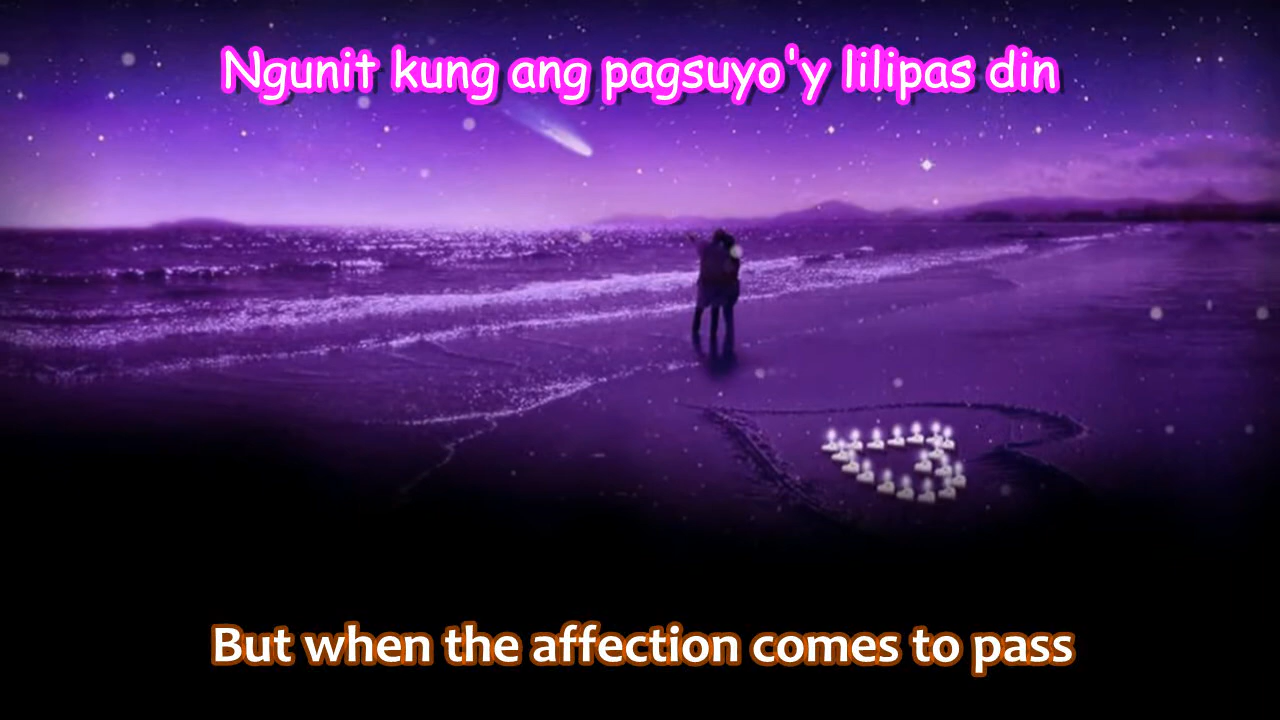 Ngunit kung ang pagsuyo'y lilipas din
But when the affection comes to pass